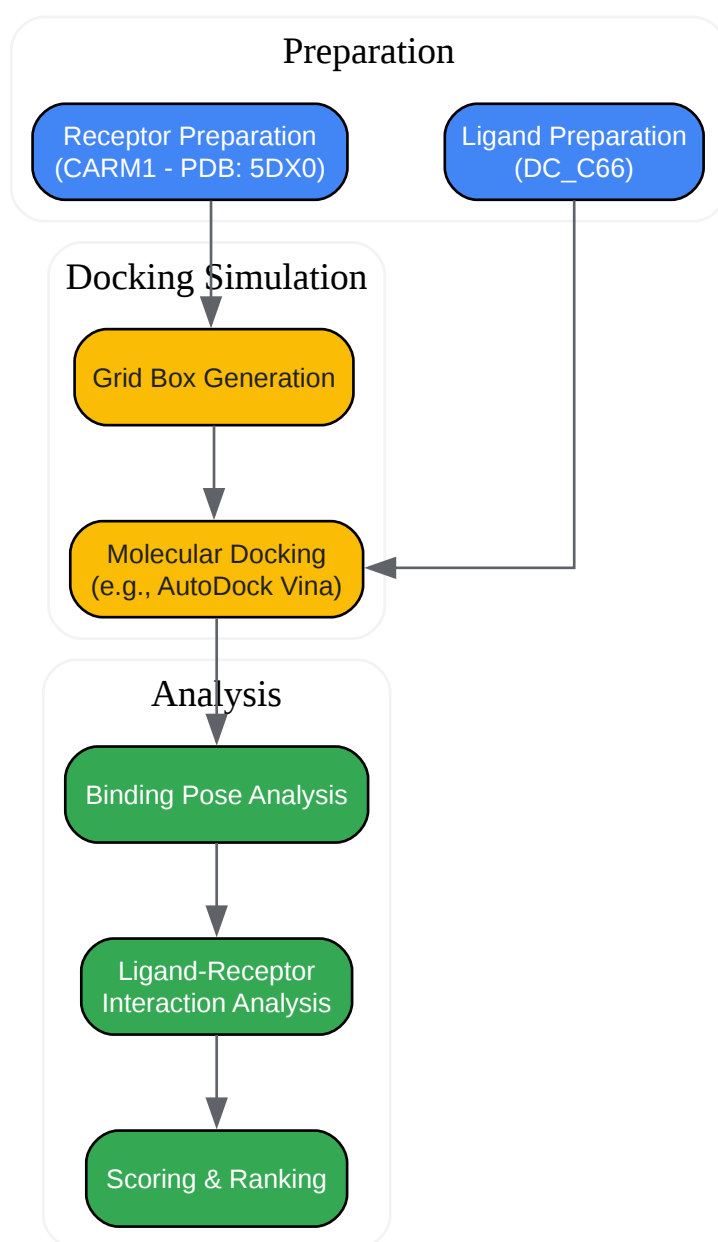 Preparation
Receptor Preparation
(CARM1 - PDB: 5DX0)
Ligand Preparation
(DC_C66)
Docking Simulation
Grid Box Generation
Molecular Docking
(e.g., AutoDock Vina)
Analysis
Binding Pose Analysis
Ligand-Receptor
Interaction Analysis
Scoring & Ranking